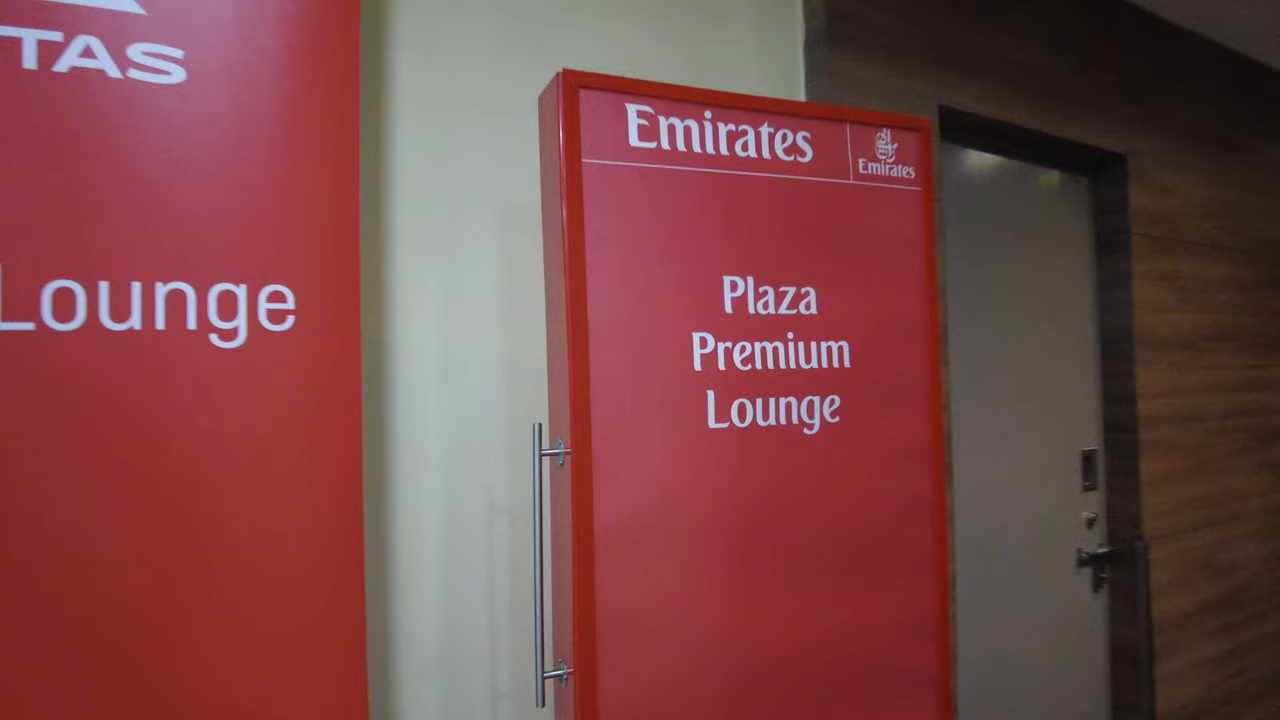 TAS
Lounge
Emirates
Emirates
Plaza
Premium
Lounge